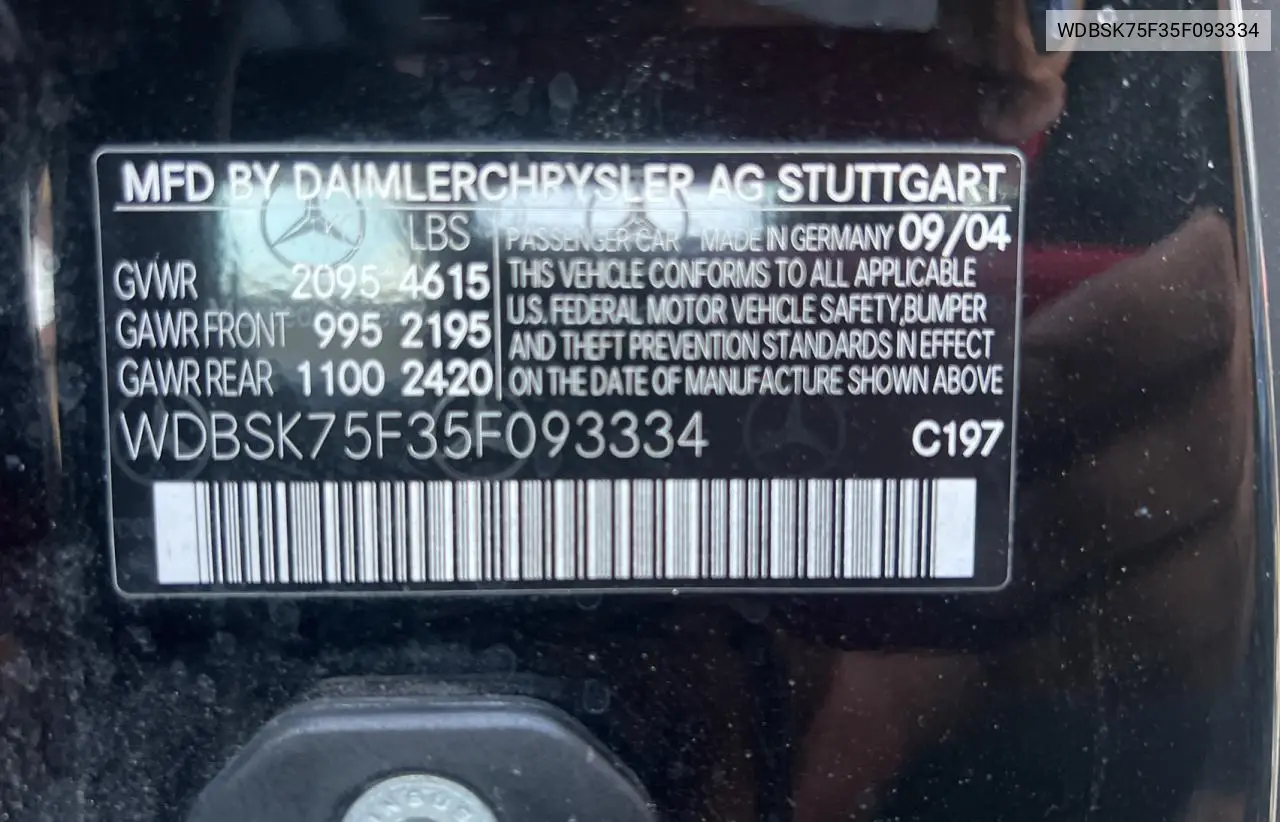 WDBSK75F35F093334
MFD BY DAIMLERCHRYSLER AG STUTTGART
LBS PASSENGER CAR MADE IN GERMANY 09/04
GVWR 2095 4615
GAWR FRONT 995 2195
GAWR REAR 1100 2420
THIS VEHICLE CONFORMS TO ALL APPLICABLE
U.S. FEDERAL MOTOR VEHICLE SAFETY,BUMPER
AND THEFT PREVENTION STANDARDS IN EFFECT
ON THE DATE OF MANUFACTURE SHOWN ABOVE
WDBSK75F35F093334 C197